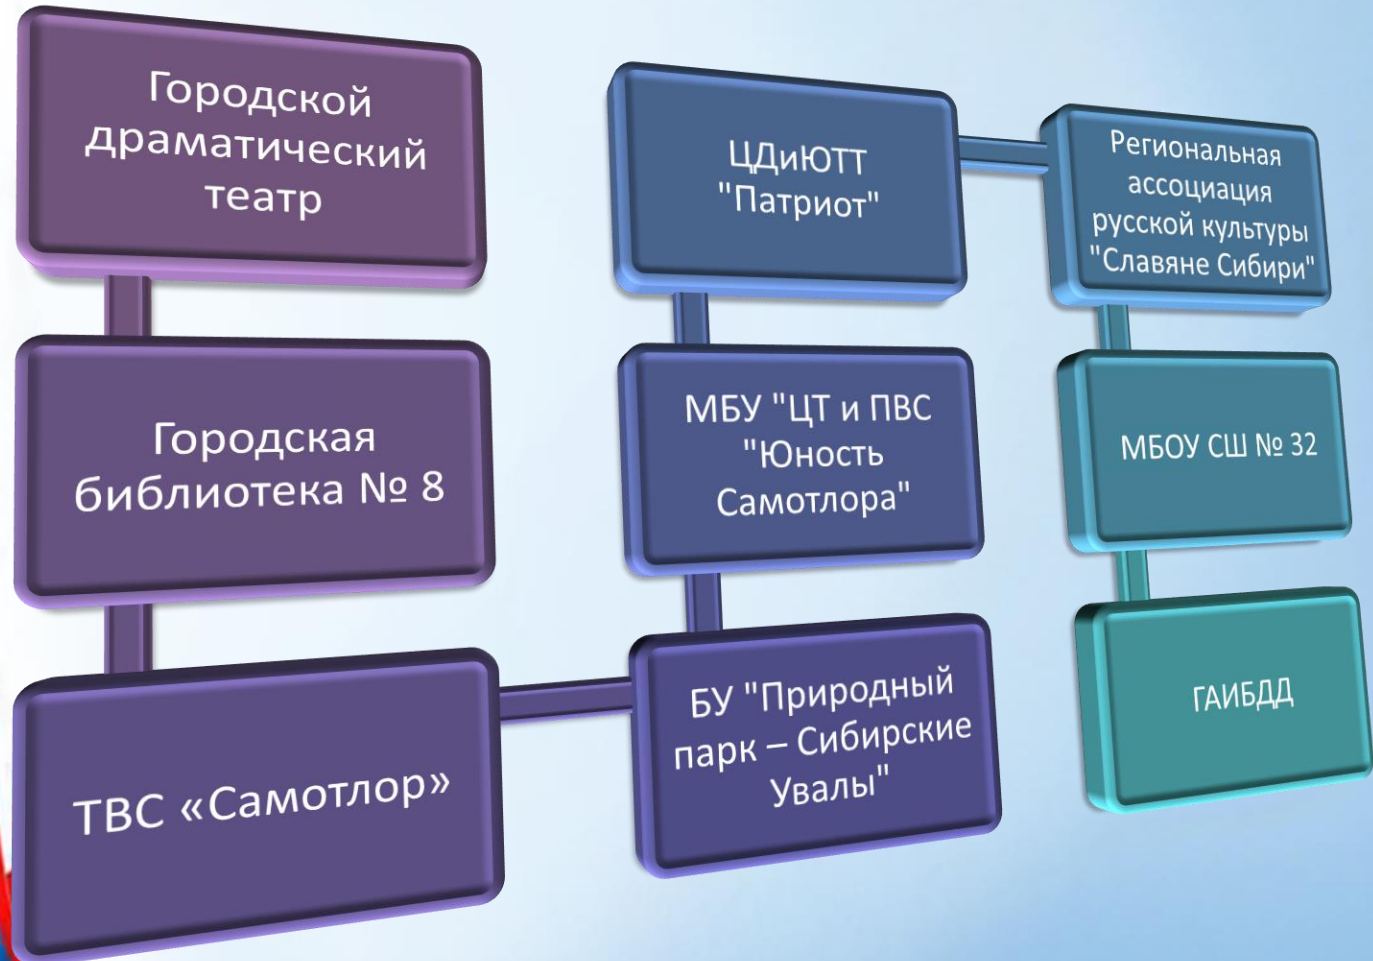 Городской
драматический
театр
Городская
библиотека № 8
ТВС «Самотлор»
БУ "Природный
парк – Сибирские
Увалы"
МБУ "ЦТ и ПВС
"Юность
Самотлора"
ЦДиЮТТ
"Патриот"
Региональная
ассоциация
русской культуры
"Славяне Сибири"
МБОУ СШ № 32
ГАИБДД